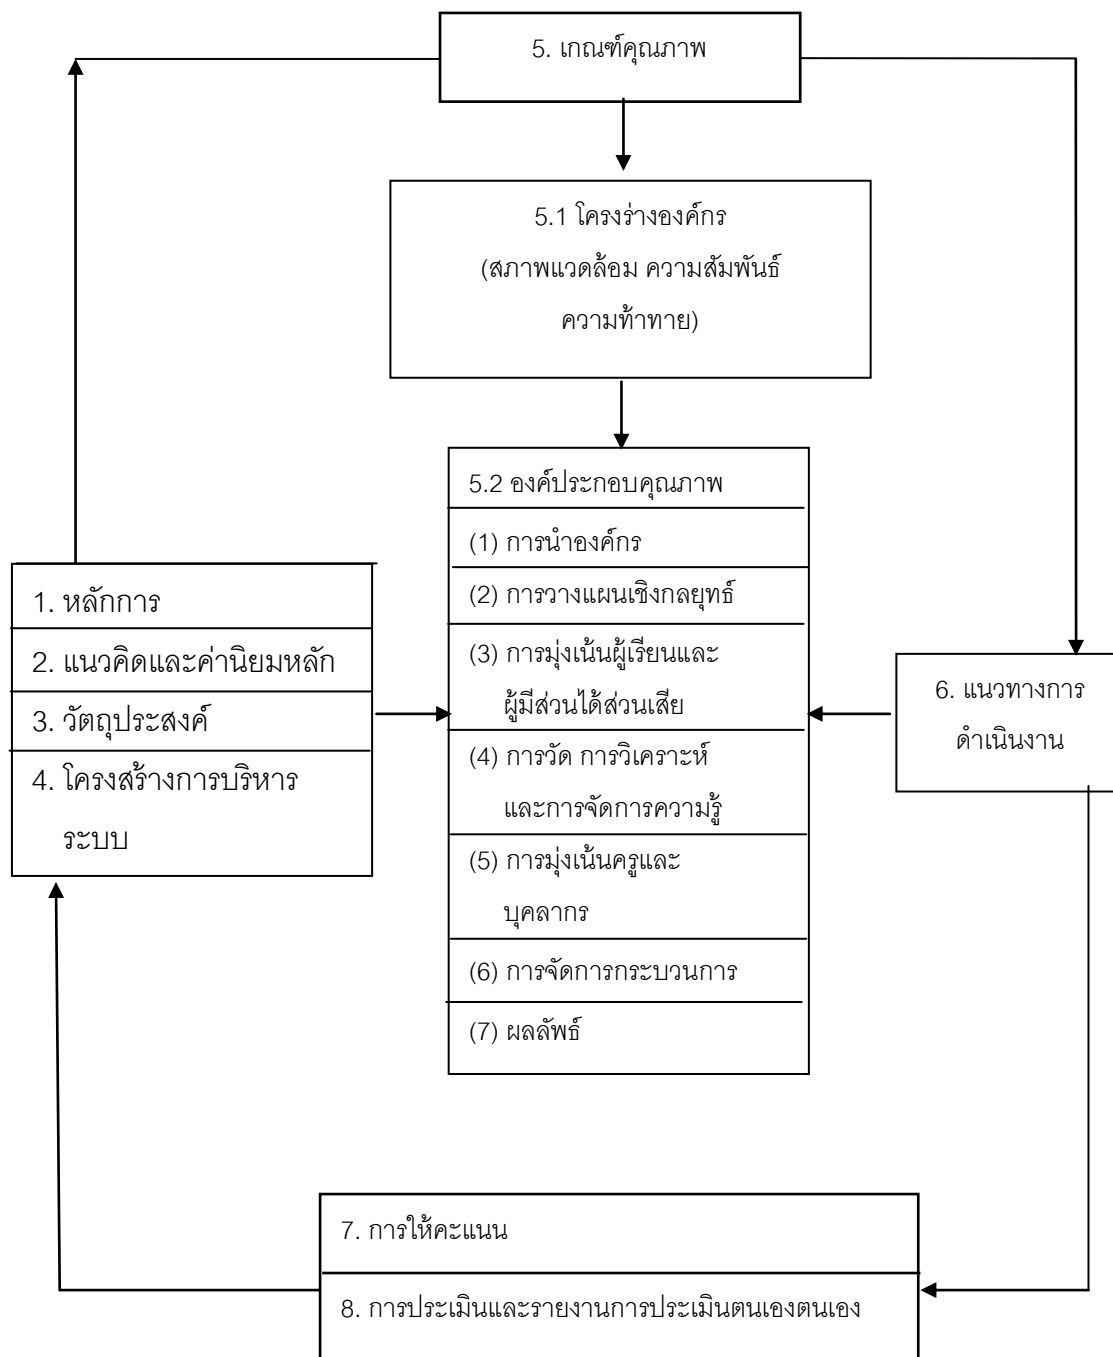 5. เกณฑ์คุณภาพ
5.1 โครงร่างองค์กร
(สภาพแวดล้อม ความสัมพันธ์
ความท้าทาย)
5.2 องค์ประกอบคุณภาพ
(1) การนำองค์กร
(2) การวางแผนเชิงกลยุทธ์
(3) การมุ่งเน้นผู้เรียนและ
ผู้มีส่วนได้ส่วนเสีย
(4) การวัด การวิเคราะห์
และการจัดการความรู้
(5) การมุ่งเน้นครูและ
บุคลากร
(6) การจัดการกระบวนการ
(7) ผลลัพธ์
1. หลักการ
2. แนวคิดและค่านิยมหลัก
3. วัตถุประสงค์
4. โครงสร้างการบริหาร
ระบบ
6. แนวทางการ
ดำเนินงาน
7. การให้คะแนน
8. การประเมินและรายงานการประเมินตนเองตนเอง